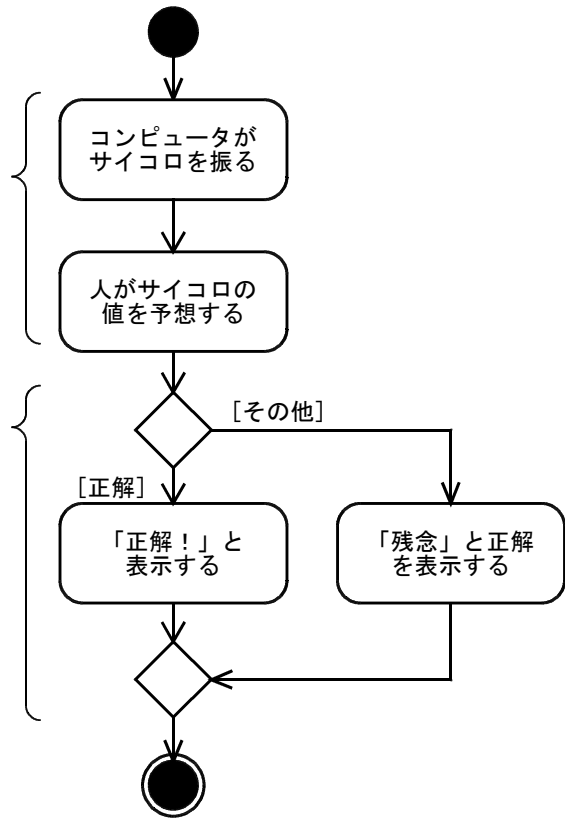 コンピュータが
サイコロを振る
人がサイコロの
値を予想する
[その他]
[正解]
「正解！」と
表示する
「残念」と正解
を表示する